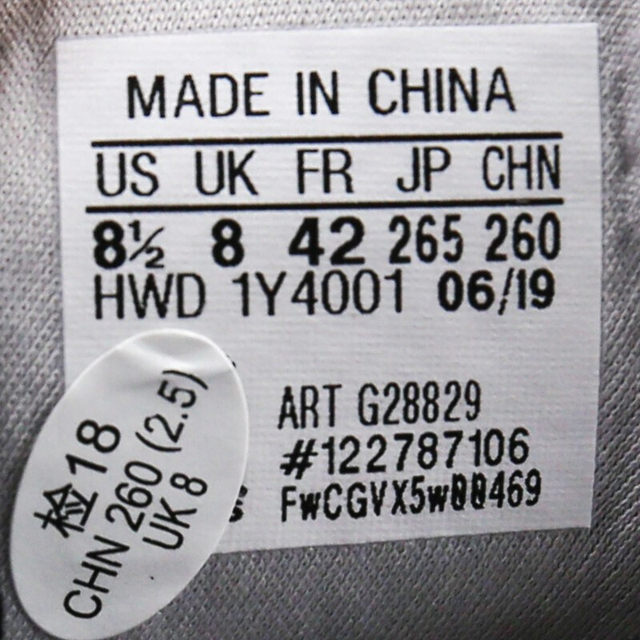 MADE IN CHINA
US UK FR JP CHN
8½ 8 42 265 260
HWD 1Y4001 06/19
ART G28829
#122787106
FwCGVX5w00469
检18
CHN 260 (2.5)
UK 8